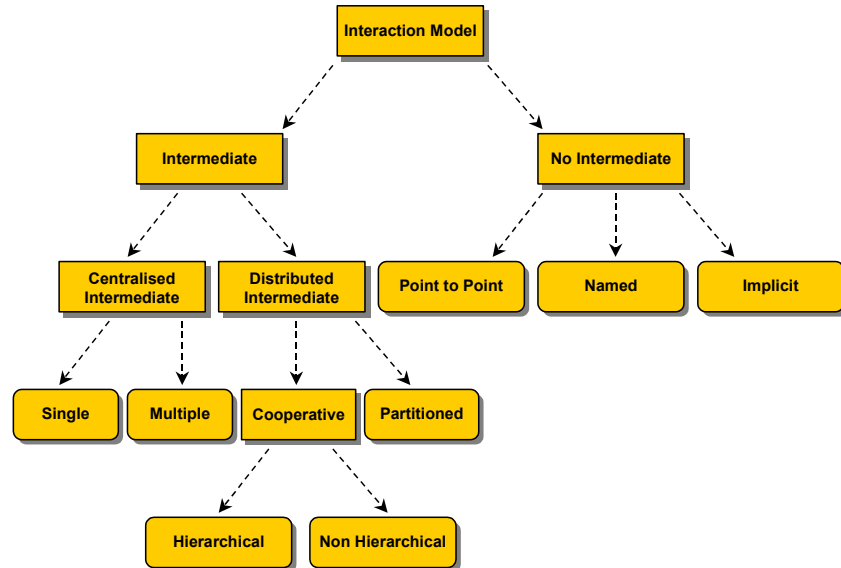 Interaction Model
Intermediate
No Intermediate
Centralised
Intermediate
Distributed
Intermediate
Point to Point
Named
Implicit
Single
Multiple
Cooperative
Partitioned
Hierarchical
Non Hierarchical